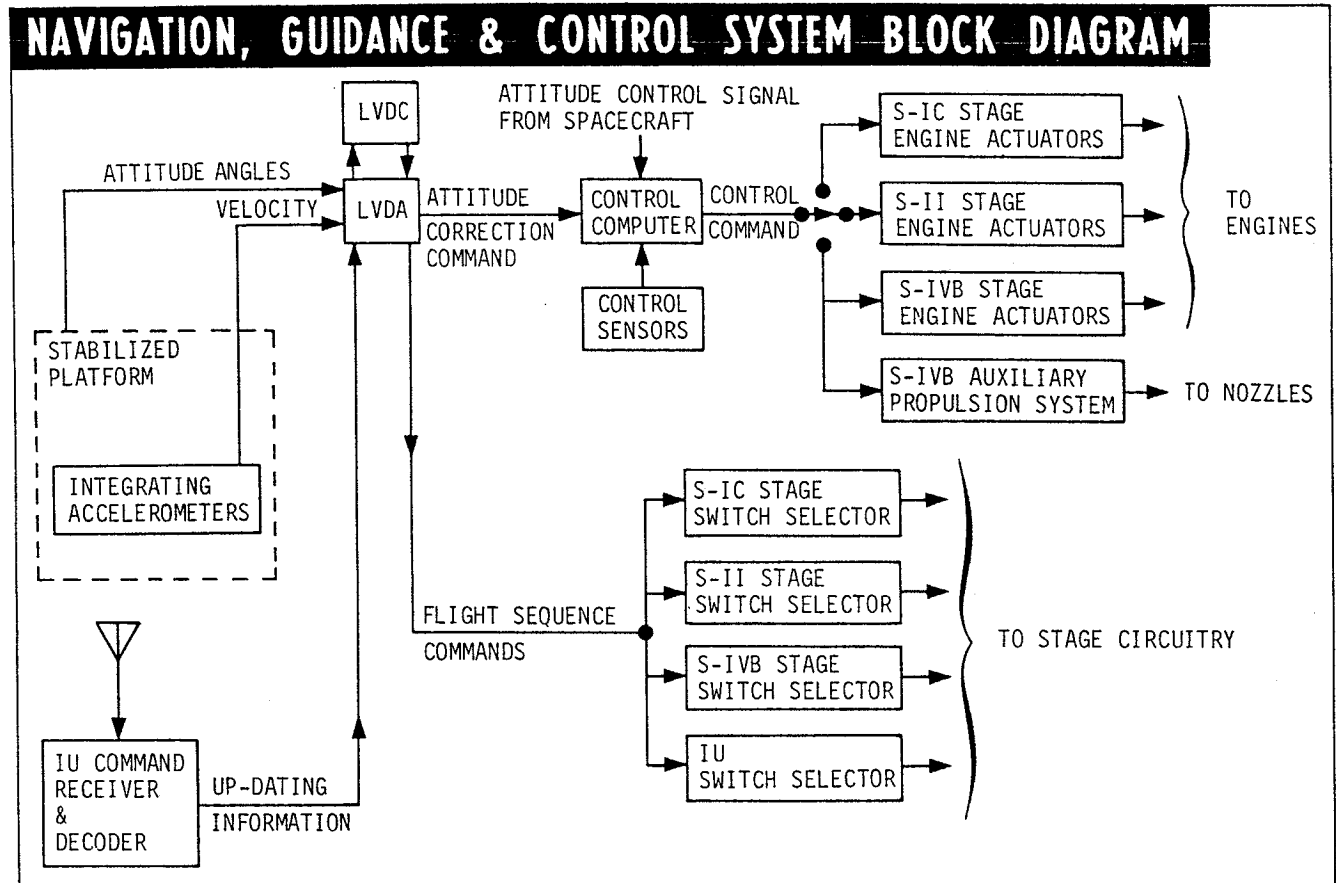 NAVIGATION, GUIDANCE & CONTROL SYSTEM BLOCK DIAGRAM
LVDC
ATTITUDE CONTROL SIGNAL
FROM SPACECRAFT
S-IC STAGE
ENGINE ACTUATORS
ATTITUDE ANGLES
VELOCITY
LVDA
ATTITUDE
CORRECTION
COMMAND
CONTROL
COMPUTER
CONTROL
COMMAND
S-II STAGE
ENGINE ACTUATORS
TO
ENGINES
CONTROL
SENSORS
S-IVB STAGE
ENGINE ACTUATORS
STABILIZED
PLATFORM
S-IVB AUXILIARY
PROPULSION SYSTEM
TO NOZZLES
INTEGRATING
ACCELEROMETERS
S-IC STAGE
SWITCH SELECTOR
S-II STAGE
SWITCH SELECTOR
FLIGHT SEQUENCE
COMMANDS
TO STAGE CIRCUITRY
S-IVB STAGE
SWITCH SELECTOR
IU
SWITCH SELECTOR
IU COMMAND
RECEIVER
&
DECODER
UP-DATING
INFORMATION